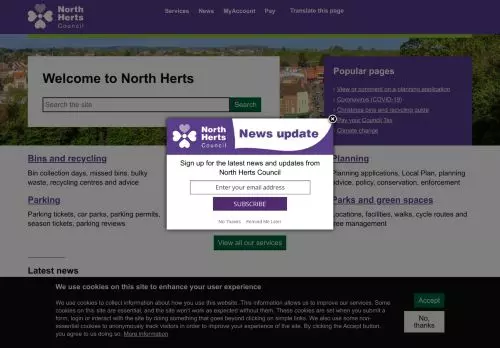 North
Herts
Council
Services News MyAccount Pay Translate this page
Welcome to North Herts
Search the site
Search
Popular pages
View or comment on a planning application
Coronavirus (COVID-19)
Christmas bins and recycling guide
Pay your Council Tax
Climate change
North
Herts
Council
News update
Sign up for the latest news and updates from
North Herts Council
Enter your email address
SUBSCRIBE
No Thanks Remind Me Later
Bins and recycling
Bin collection days, missed bins, bulky
waste, recycling centres and advice
Planning
Planning applications, Local Plan, planning
advice, policy, conservation, enforcement
Parking
Parking tickets, car parks, parking permits,
season tickets, parking reviews
Parks and green spaces
locations, facilities, walks, cycle routes and
tree management
View all our services
Latest news
We use cookies on this site to enhance your user experience
We use cookies to collect information about how you use this website. This information allows us to improve our services. Some
cookies on this site are essential, and the site won't work as expected without them. These cookies are set when you submit a
form, login or interact with the site by doing something that goes beyond clicking on simple links. We also use some non-
essential cookies to anonymously track visitors in order to improve your experience of the site. By clicking the Accept button,
you agree to us doing so. More information
Accept
No,
thanks